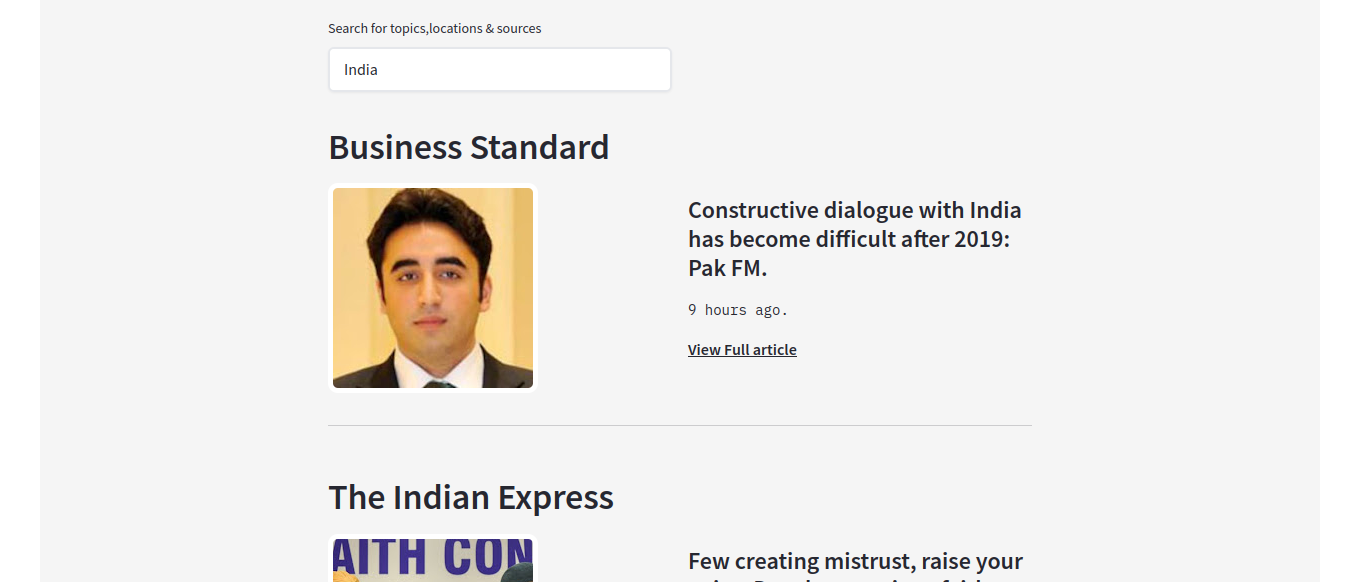 Search for topics,locations & sources
India
Business Standard
Constructive dialogue with India
has become difficult after 2019:
Pak FM.
9 hours ago.
View Full article
The Indian Express
AITH CON
Few creating mistrust, raise your